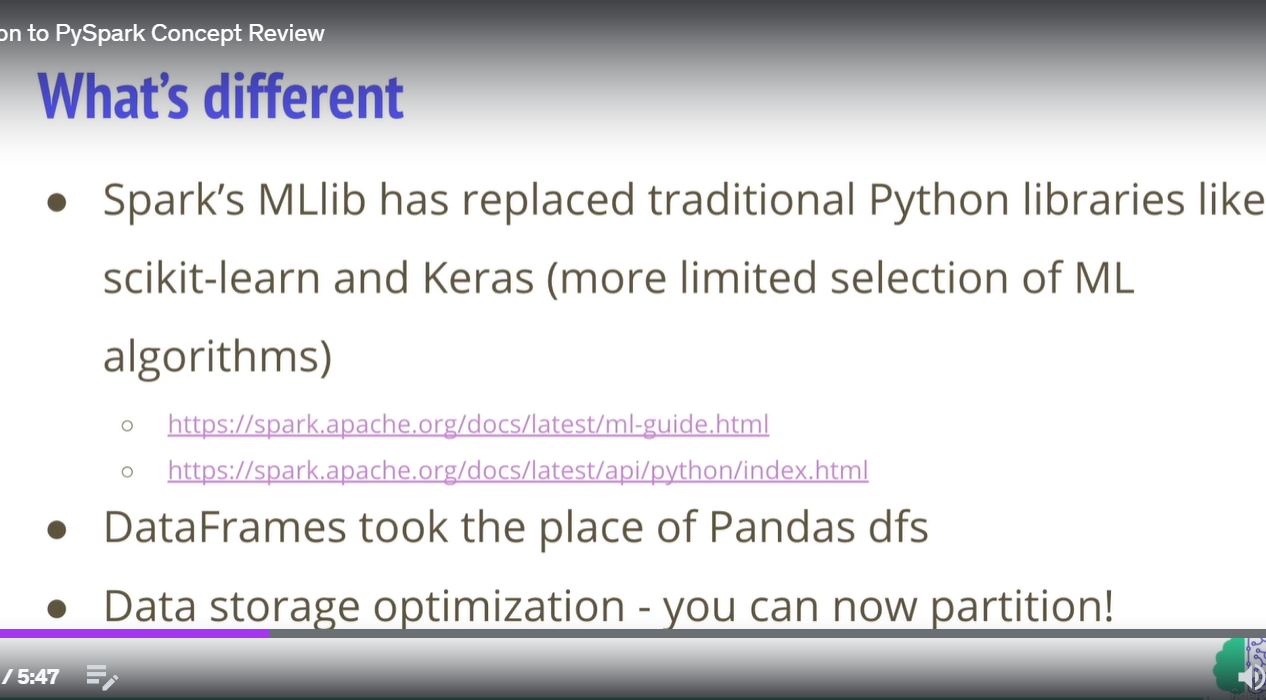 on to PySpark Concept Review
What’s different
● Spark’s MLlib has replaced traditional Python libraries like
scikit-learn and Keras (more limited selection of ML
algorithms)
○ https://spark.apache.org/docs/latest/ml-guide.html
○ https://spark.apache.org/docs/latest/api/python/index.html
● DataFrames took the place of Pandas dfs
● Data storage optimization - you can now partition!
/ 5:47